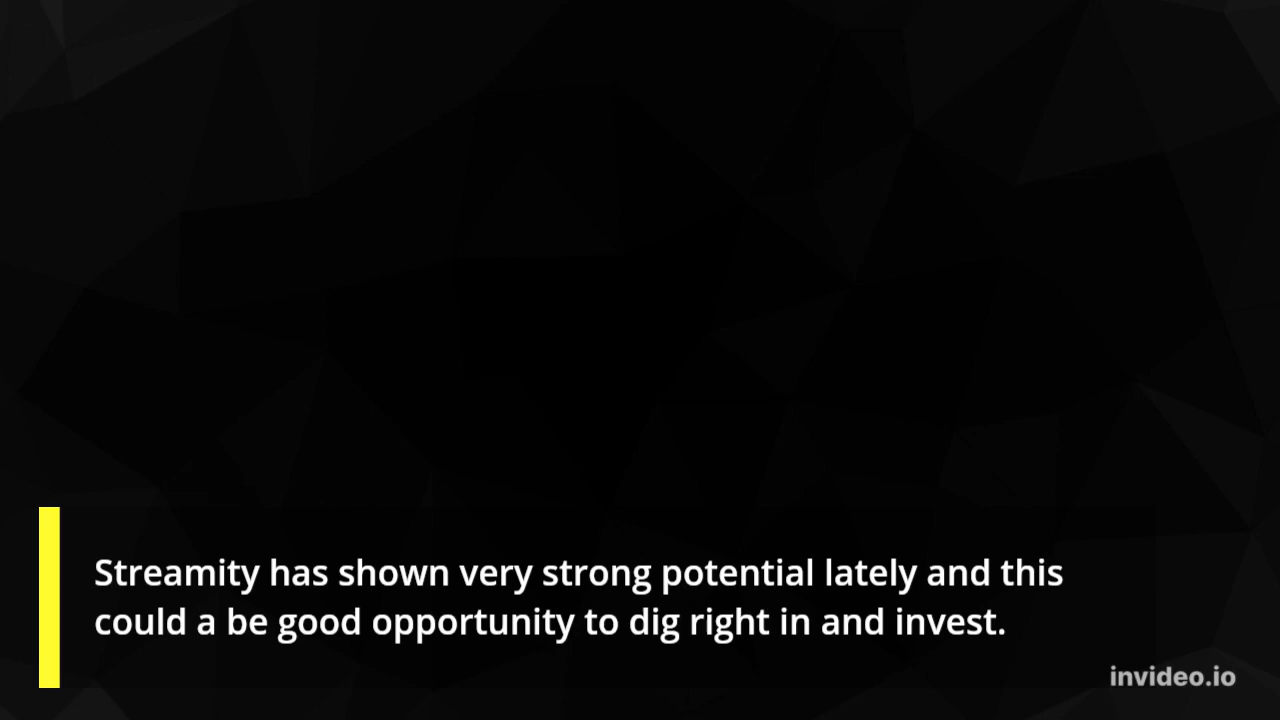 Streamity has shown very strong potential lately and this
could a be good opportunity to dig right in and invest.
invideo.io